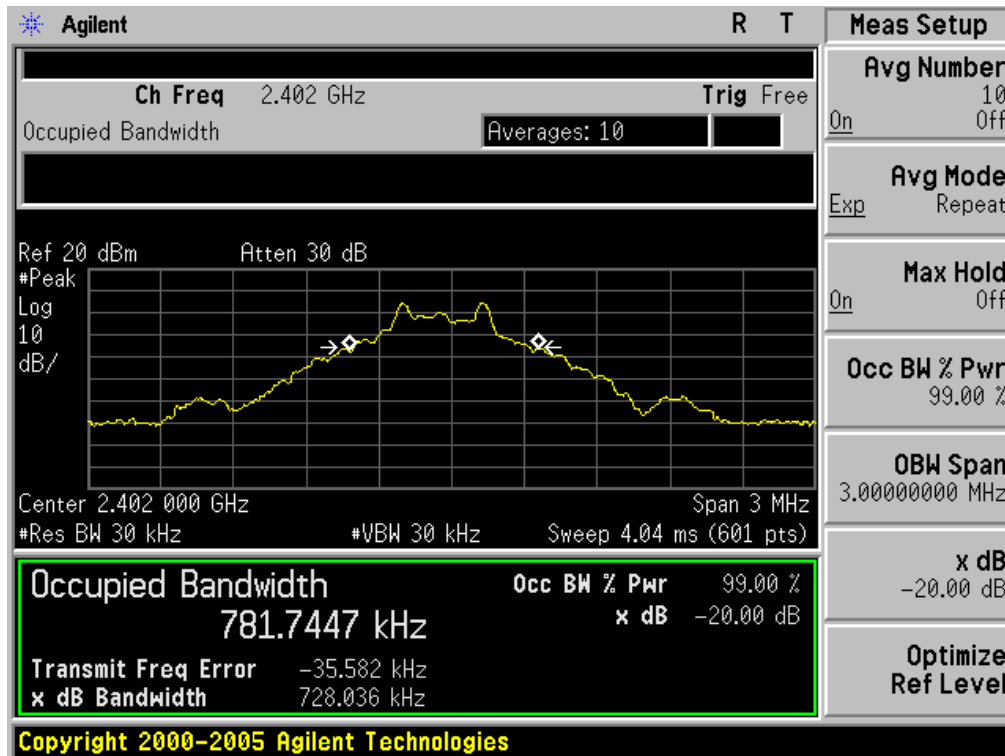 Agilent R T
Meas Setup
Ch Freq 2.402 GHz Trig Free
Occupied Bandwidth Averages: 10
Ref 20 dBm Atten 30 dB
#Peak
Log
10
dB/
Center 2.402 000 GHz Span 3 MHz
#Res BW 30 kHz #VBW 30 kHz Sweep 4.04 ms (601 pts)
Occupied Bandwidth Occ BW % Pwr 99.00 %
781.7447 kHz x dB -20.00 dB
Transmit Freq Error -35.582 kHz
x dB Bandwidth 728.036 kHz
Avg Number
10
On Off
Avg Mode
Exp Repeat
Max Hold
On Off
Occ BW % Pwr
99.00 %
OBW Span
3.00000000 MHz
x dB
-20.00 dB
Optimize
Ref Level
Copyright 2000-2005 Agilent Technologies